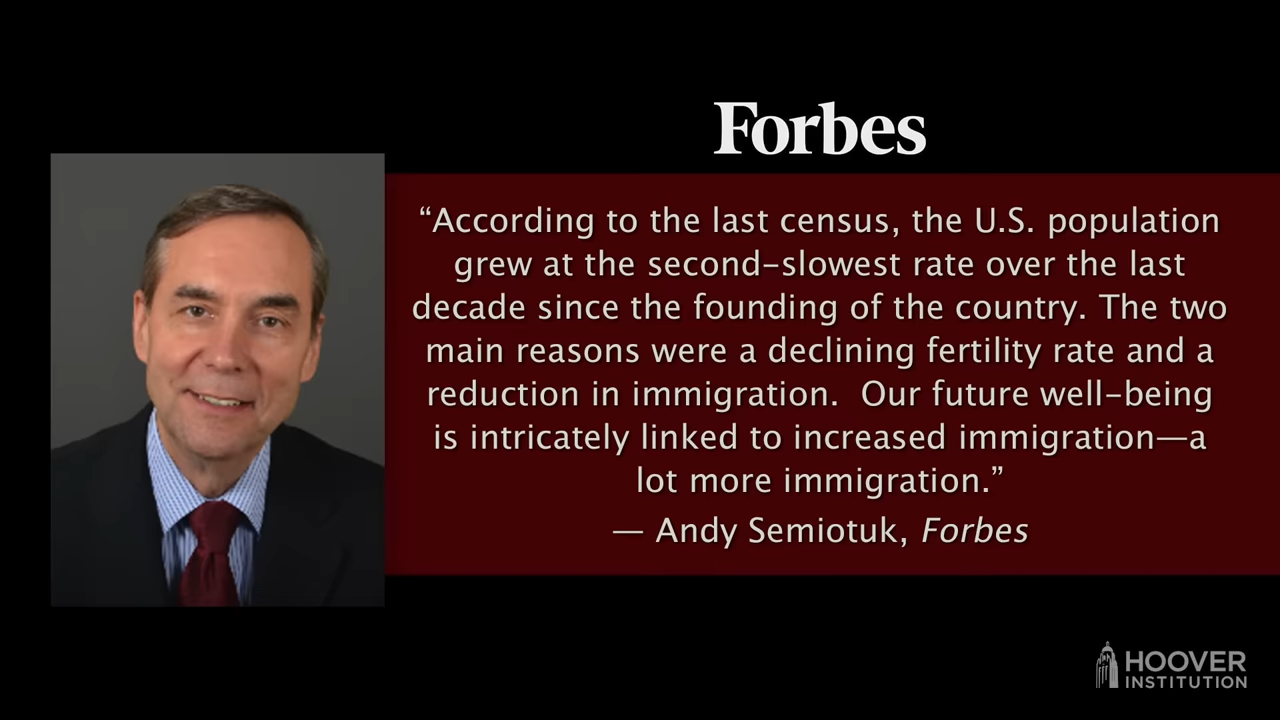 Forbes
“According to the last census, the U.S. population
grew at the second–slowest rate over the last
decade since the founding of the country. The two
main reasons were a declining fertility rate and a
reduction in immigration.  Our future well–being
is intricately linked to increased immigration—a
lot more immigration.”
— Andy Semiotuk, Forbes
HOOVER
INSTITUTION